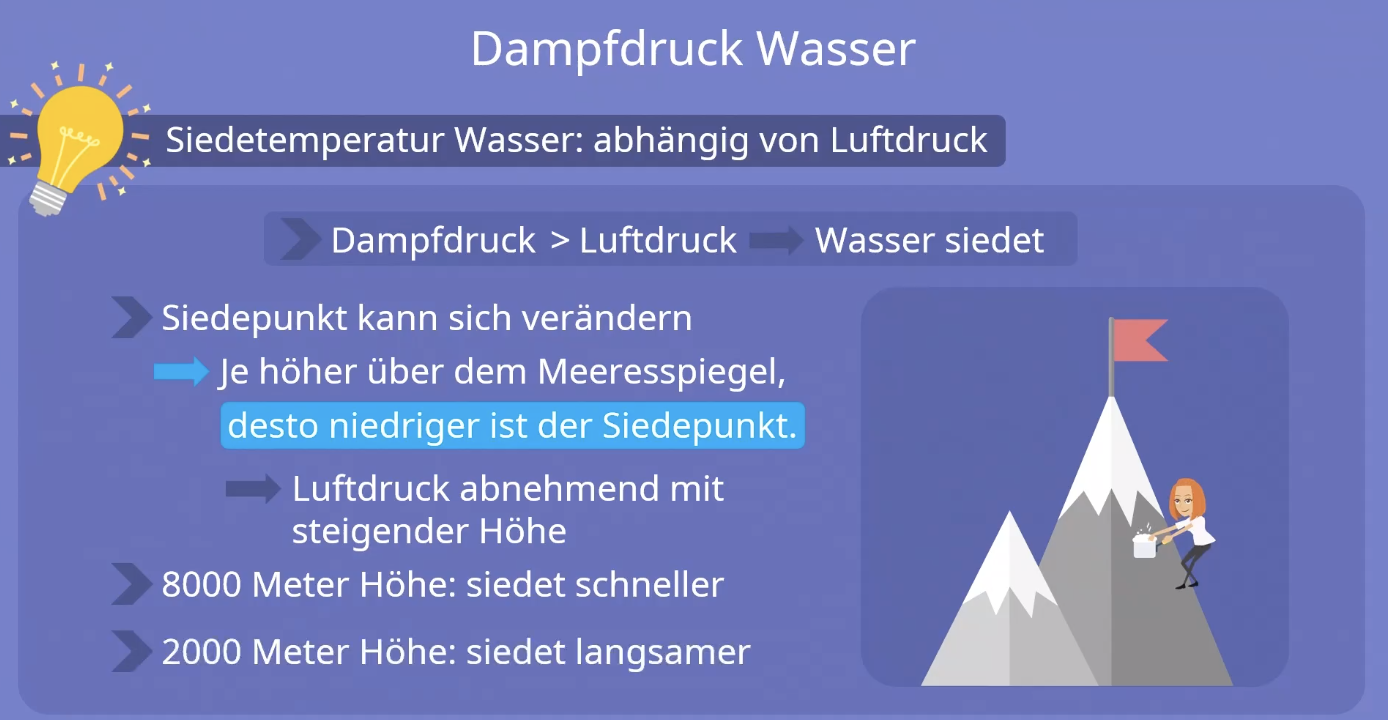 Dampfdruck Wasser
Siedetemperatur Wasser: abhängig von Luftdruck
Dampfdruck > Luftdruck Wasser siedet
Siedepunkt kann sich verändern
Je höher über dem Meeresspiegel,
desto niedriger ist der Siedepunkt.
Luftdruck abnehmend mit
steigender Höhe
8000 Meter Höhe: siedet schneller
2000 Meter Höhe: siedet langsamer